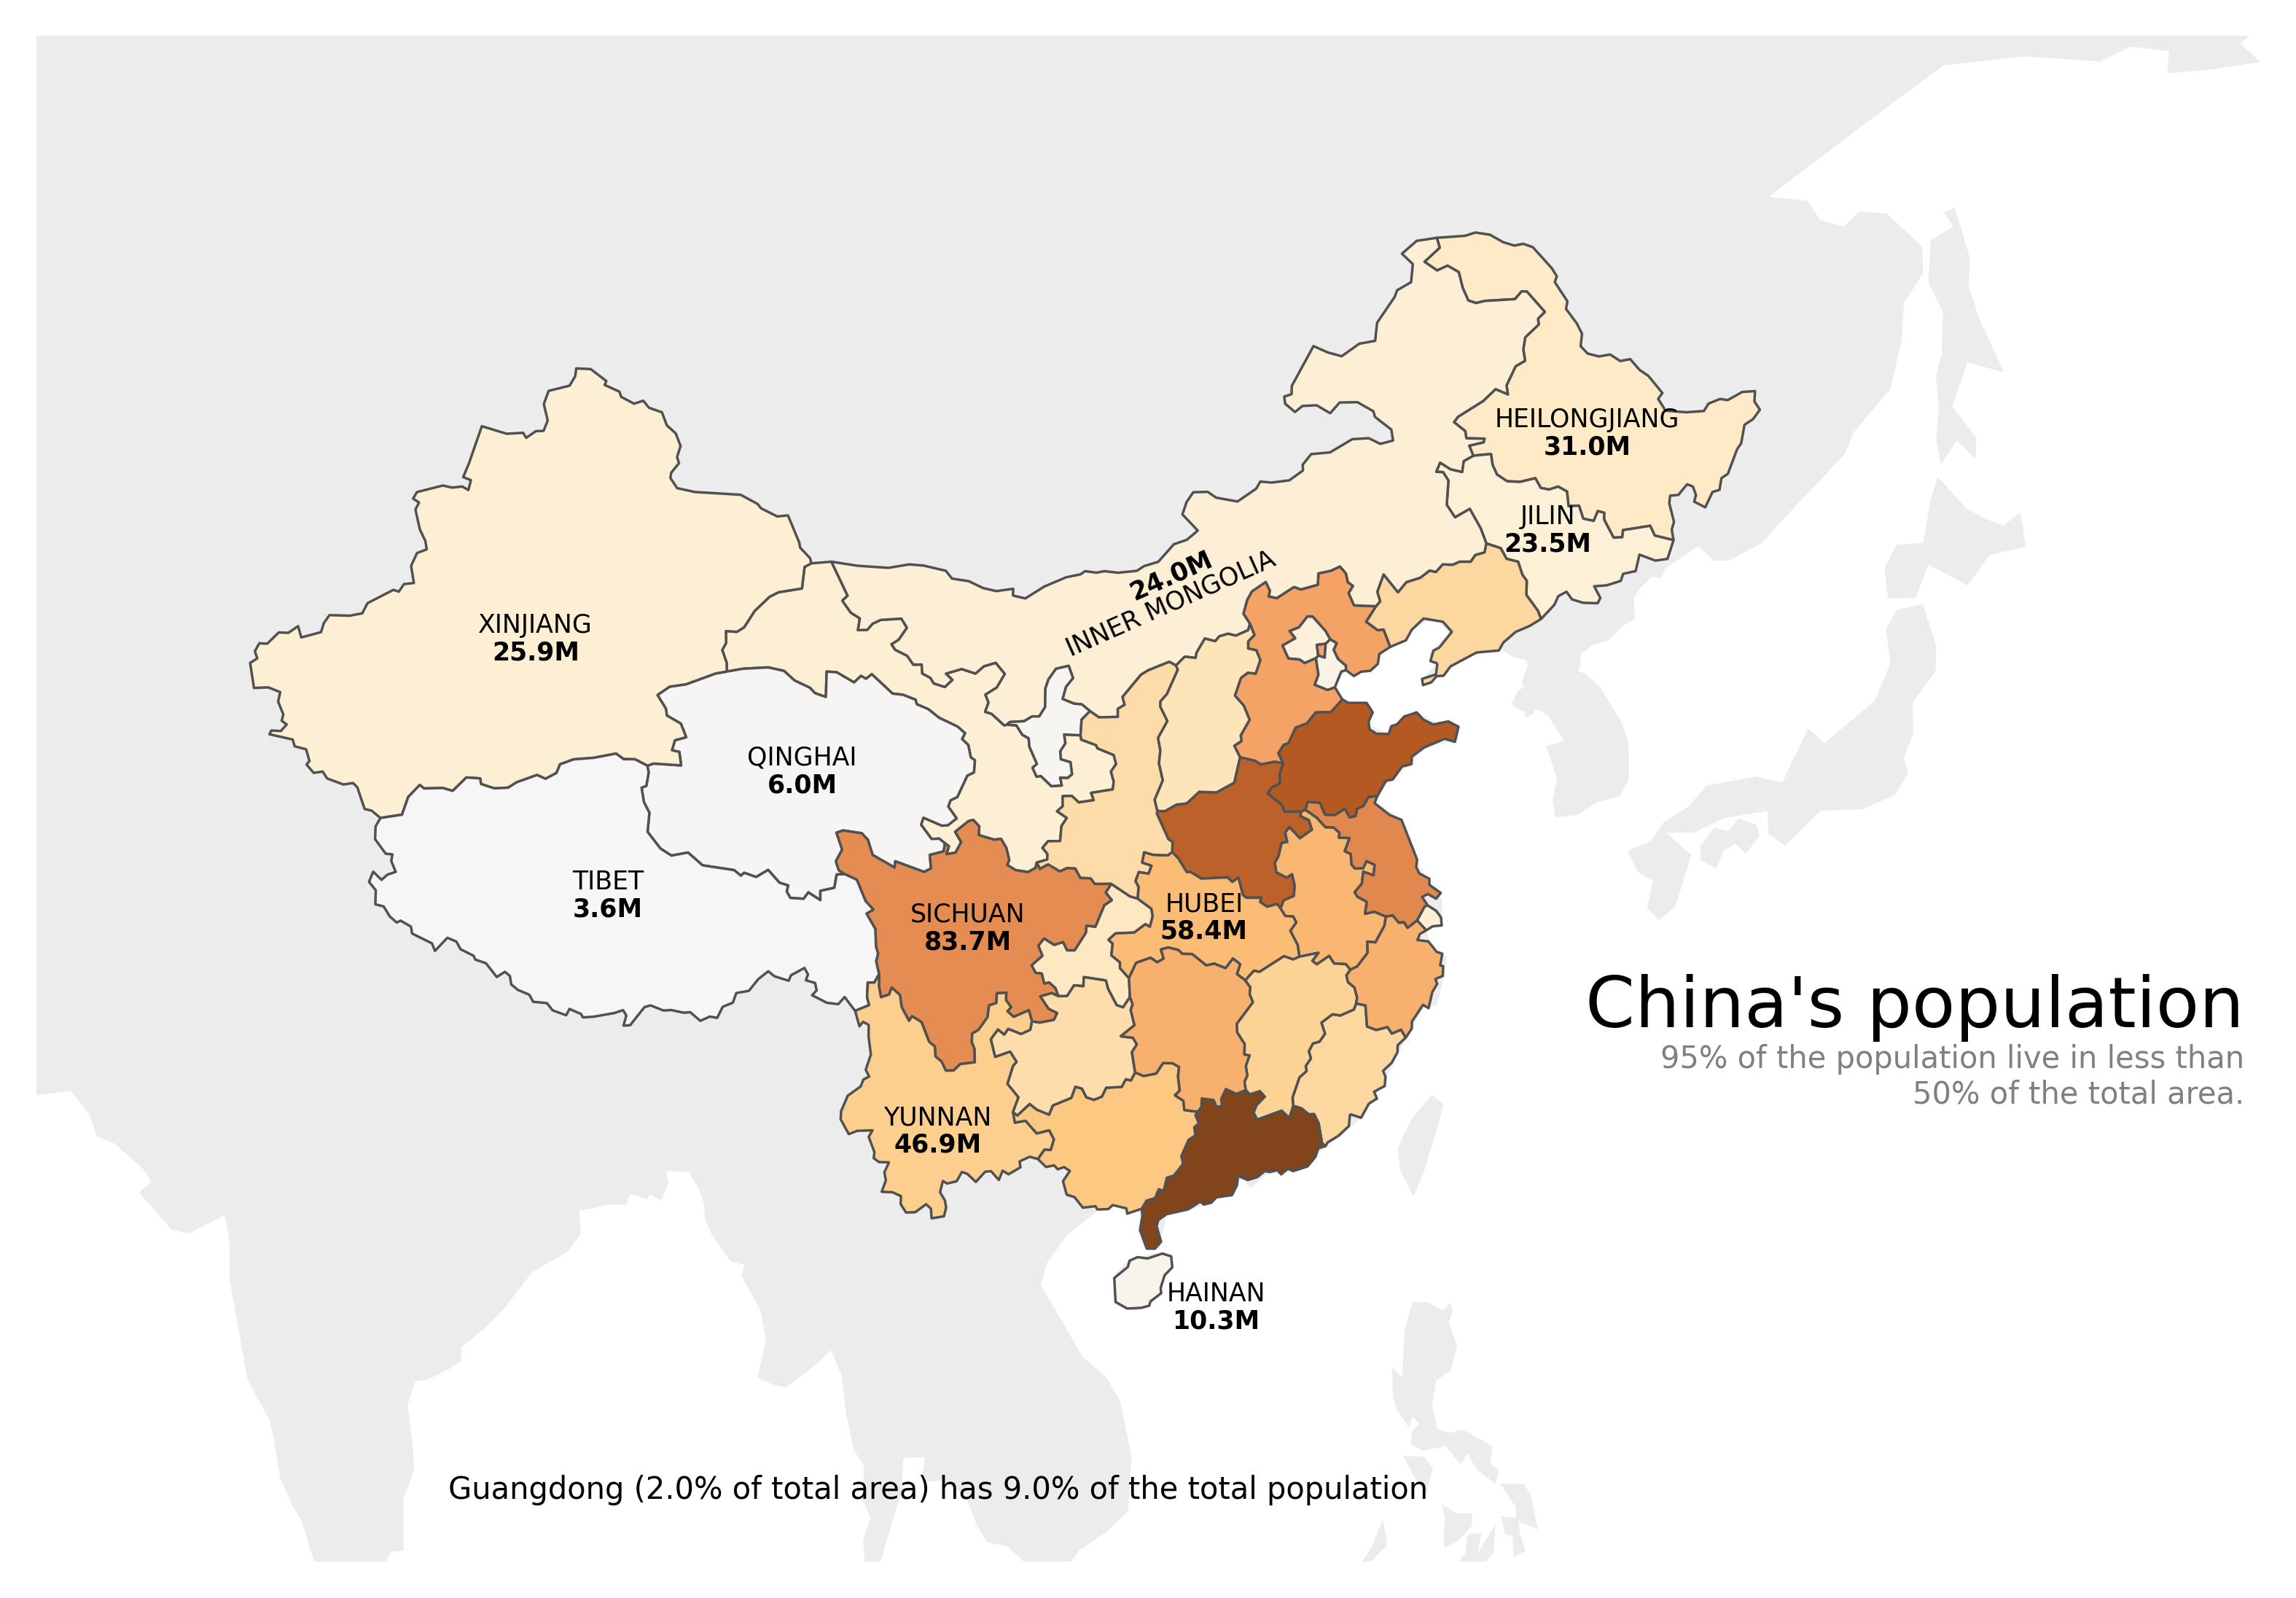 HEILONGJIANG
31.0M
JILIN
23.5M
24.0M
INNER MONGOLIA
XINJIANG
25.9M
QINGHAI
6.0M
TIBET
3.6M
SICHUAN
83.7M
HUBEI
58.4M
China's population
95% of the population live in less than
50% of the total area.
YUNNAN
46.9M
HAINAN
10.3M
Guangdong (2.0% of total area) has 9.0% of the total population